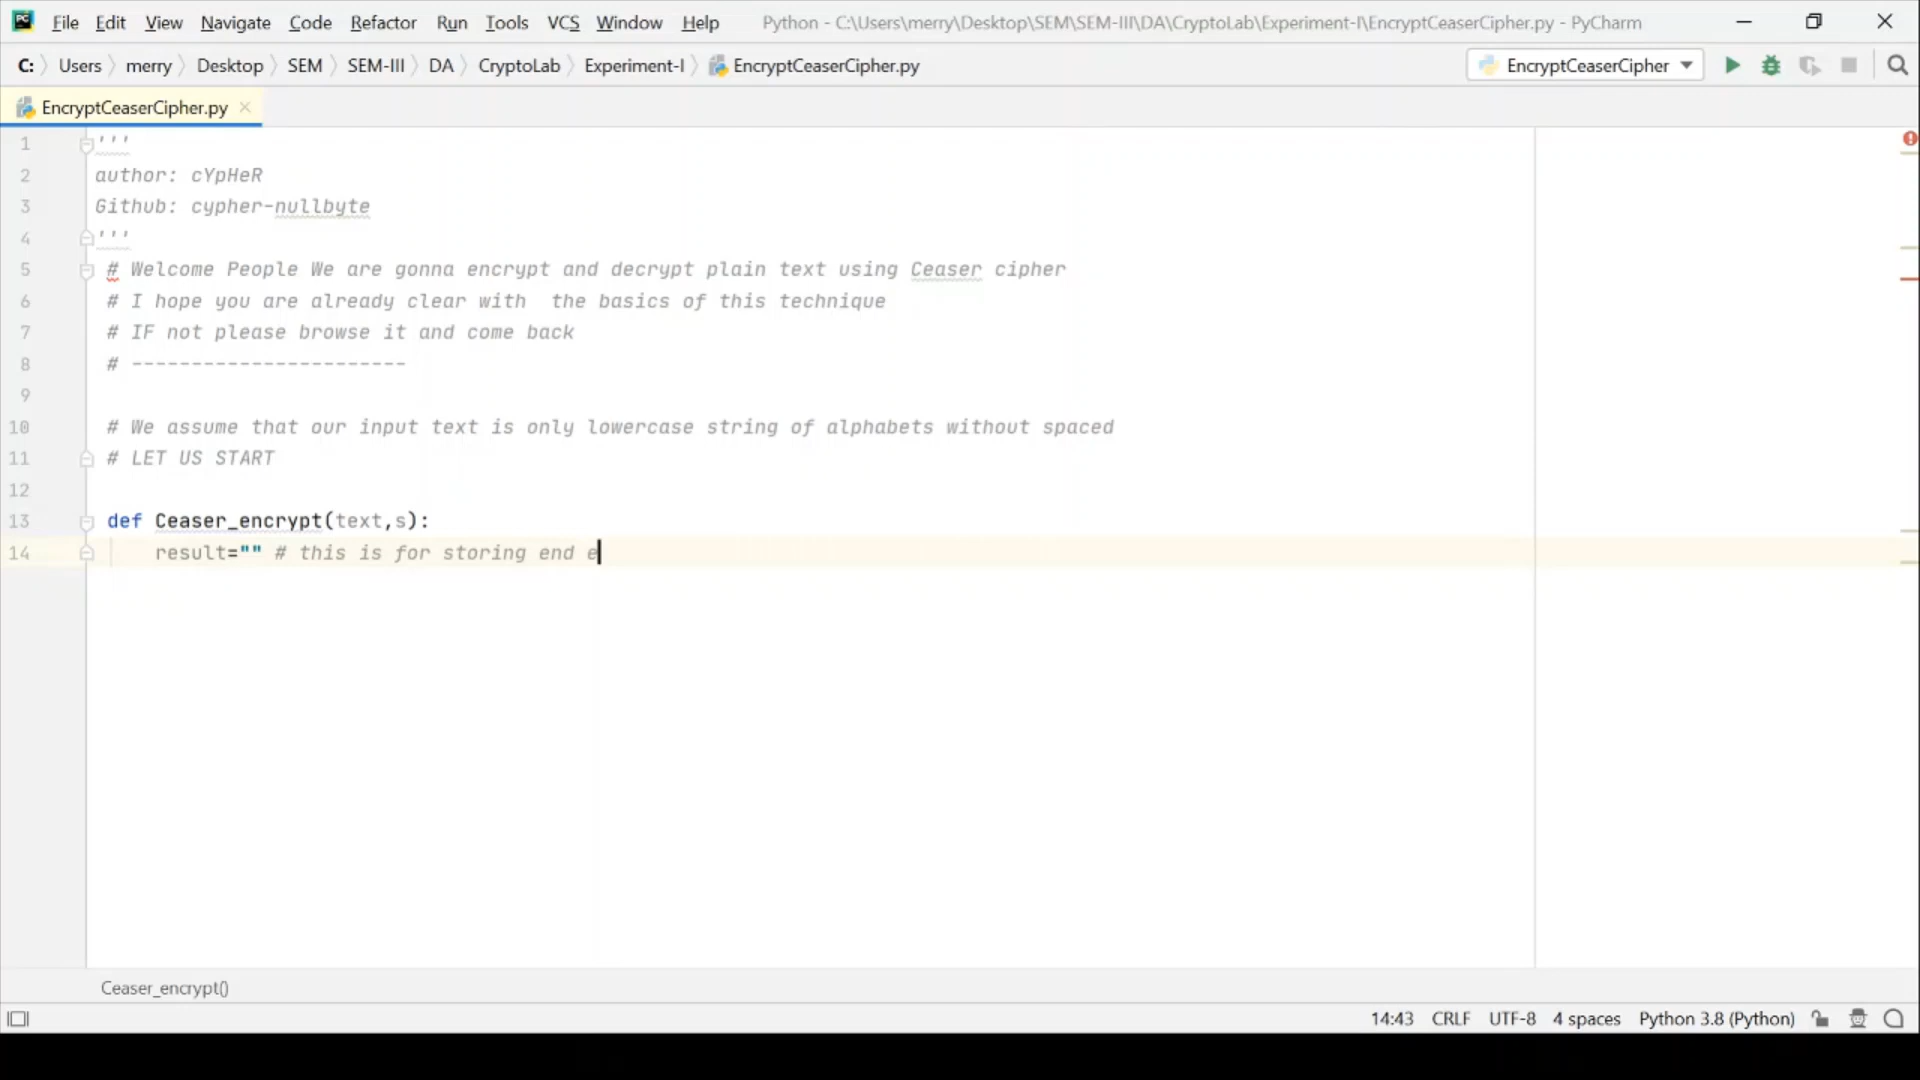 File Edit View Navigate Code Refactor Run Tools VCS Window Help Python - C:\Users\merry\Desktop\SEM\SEM-III\DA\CryptoLab\Experiment-I\EncryptCeaserCipher.py - PyCharm
C: Users merry Desktop SEM SEM-III DA CryptoLab Experiment-I EncryptCeaserCipher.py EncryptCeaserCipher
EncryptCeaserCipher.py
1 '''
2 author: cYpHeR
3 Github: cypher-nullbyte
4 '''
5 # Welcome People We are gonna encrypt and decrypt plain text using Ceaser cipher
6 # I hope you are already clear with  the basics of this technique
7 # IF not please browse it and come back
8 # -----------------------
9
10 # We assume that our input text is only lowercase string of alphabets without spaced
11 # LET US START
12
13 def Ceaser_encrypt(text,s):
14     result="" # this is for storing end e
Ceaser_encrypt()
14:43 CRLF UTF-8 4 spaces Python 3.8 (Python)